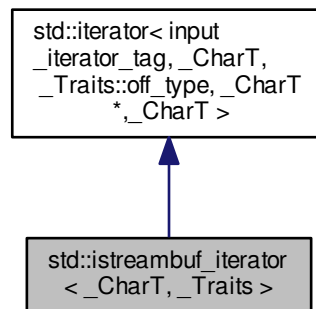 std::iterator< input
_iterator_tag, _CharT,
_Traits::off_type, _CharT
*,_CharT >
std::istreambuf_iterator
< _CharT, _Traits >